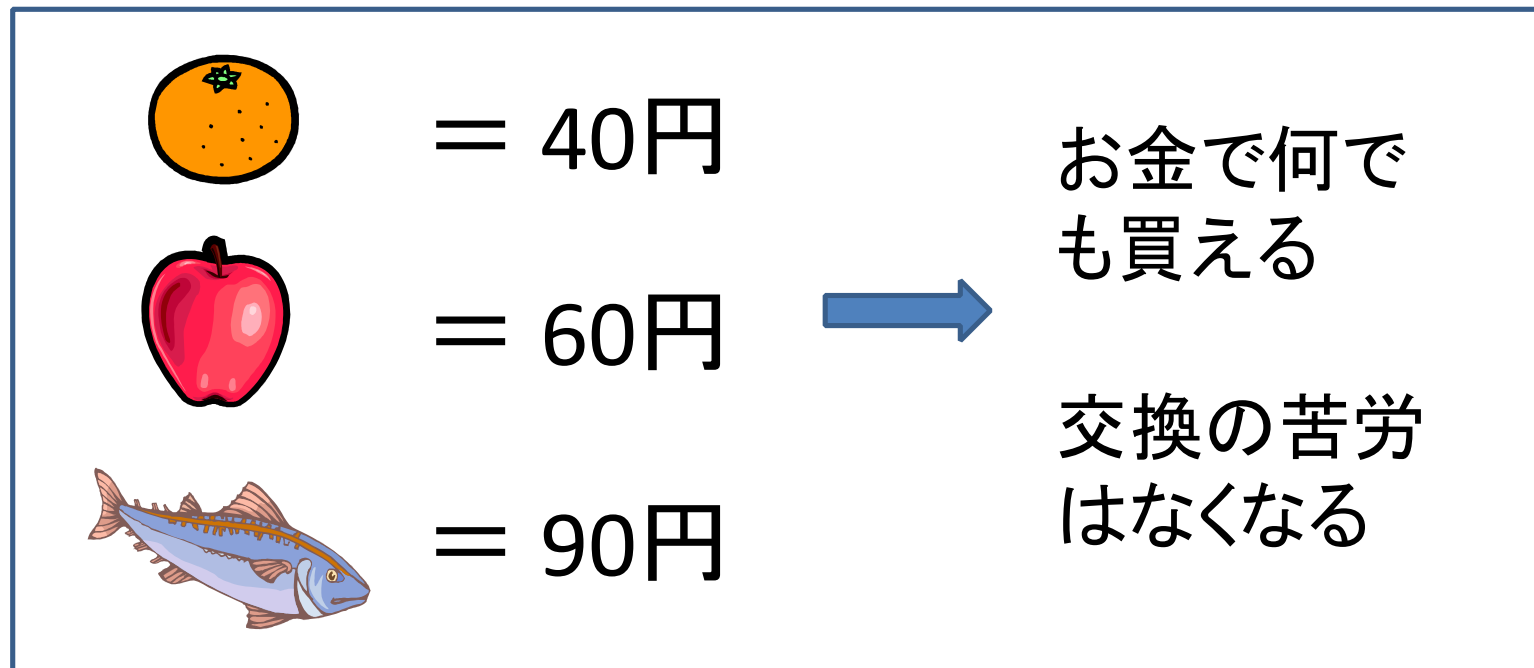 ＝ 40円
＝ 60円
＝ 90円
お金で何で
も買える
交換の苦労
はなくなる